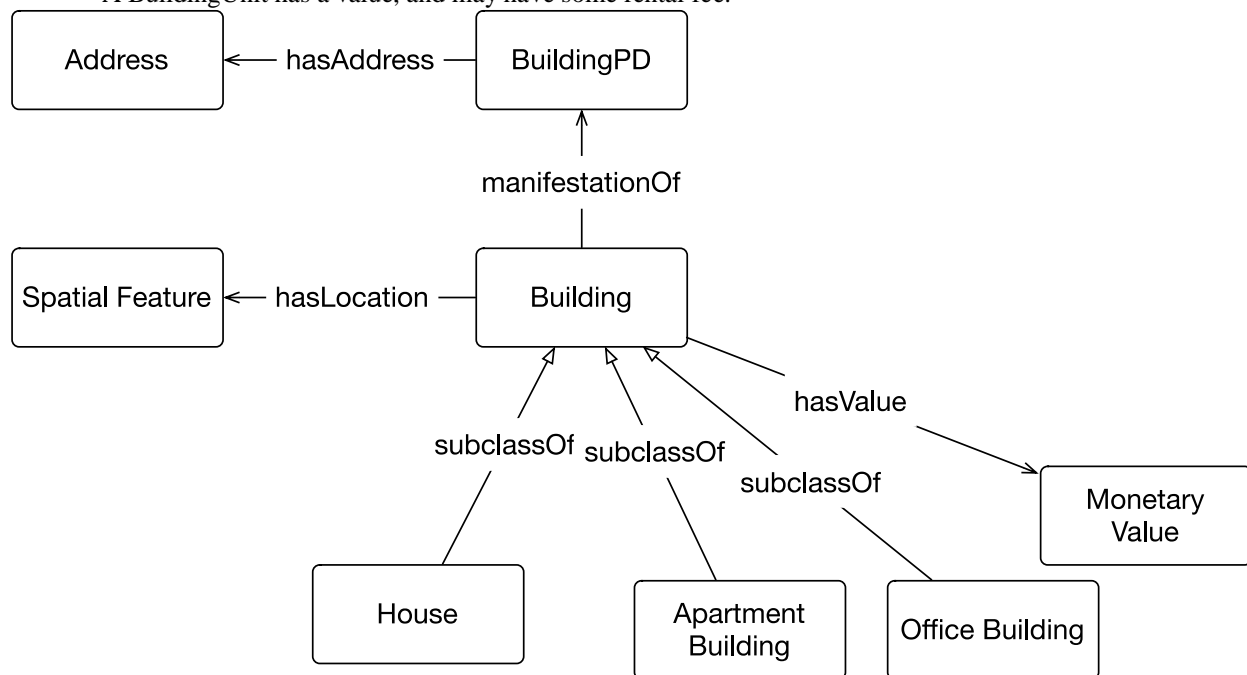 A BuildingUnit has a value, and may have some rental fee.
Address
hasAddress
BuildingPD
manifestationOf
Spatial Feature
hasLocation
Building
hasValue
subclassOf
subclassOf
subclassOf
Monetary
Value
House
Apartment
Building
Office Building